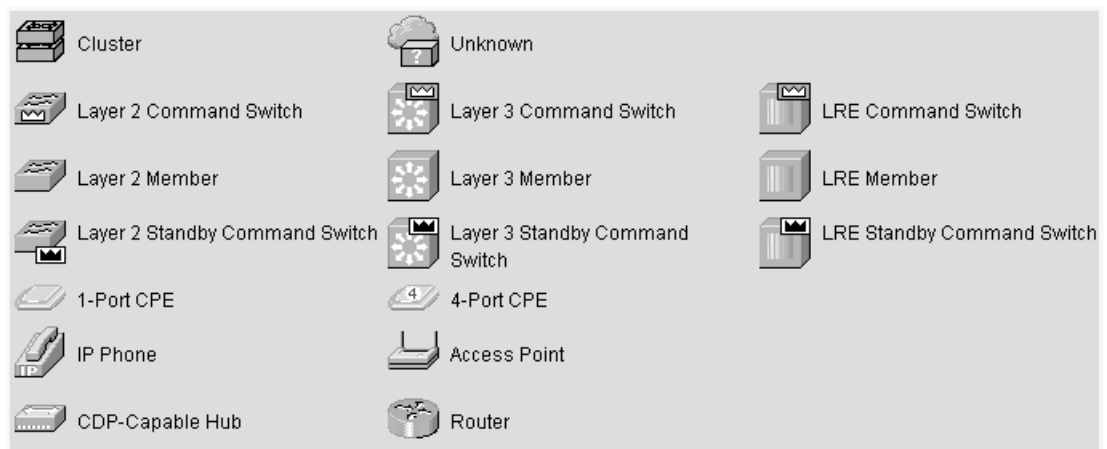 Cluster
Unknown
?
Layer 2 Command Switch
Layer 3 Command Switch
LRE Command Switch
Layer 2 Member
Layer 3 Member
LRE Member
Layer 2 Standby Command Switch
Layer 3 Standby Command
Switch
LRE Standby Command Switch
1-Port CPE
4
4-Port CPE
IP
IP Phone
Access Point
CDP-Capable Hub
Router